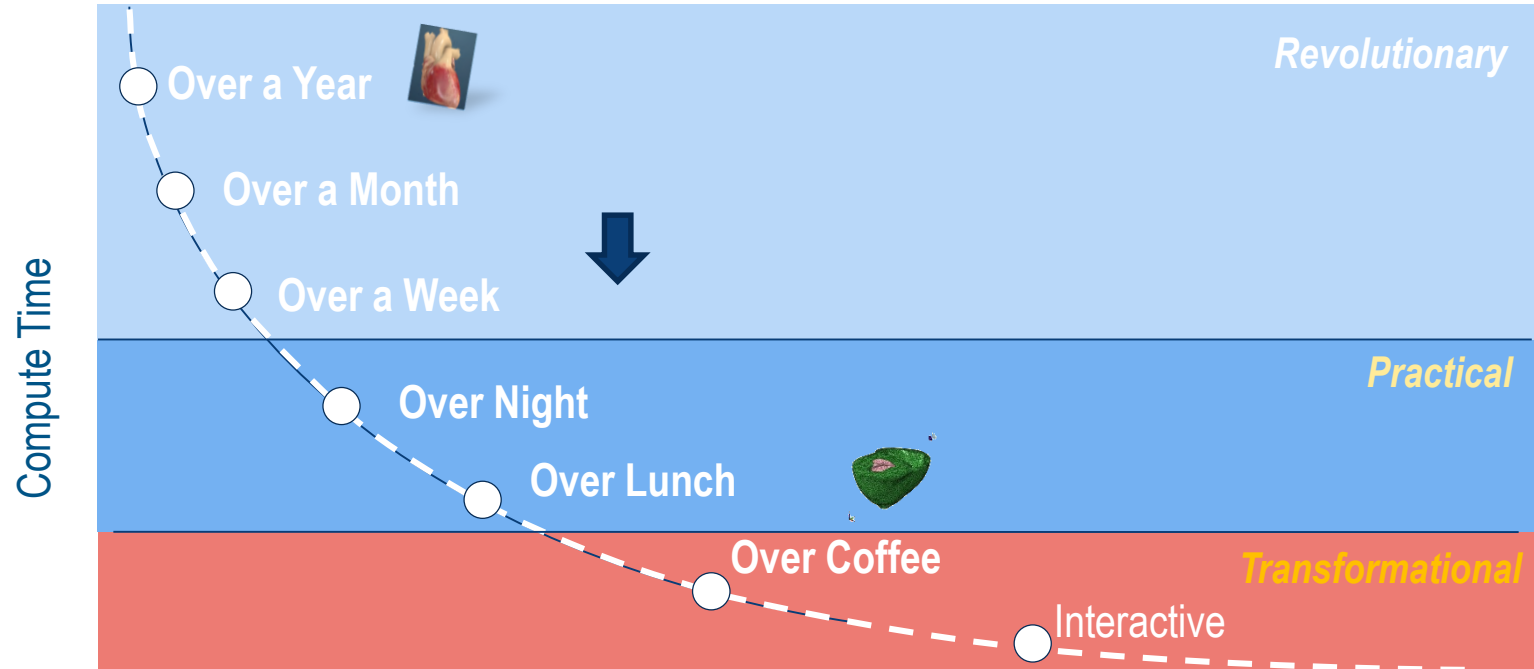 Revolutionary
Over a Year
Over a Month
Over a Week
Compute Time
Practical
Over Night
Over Lunch
Over Coffee
Transformational
Interactive